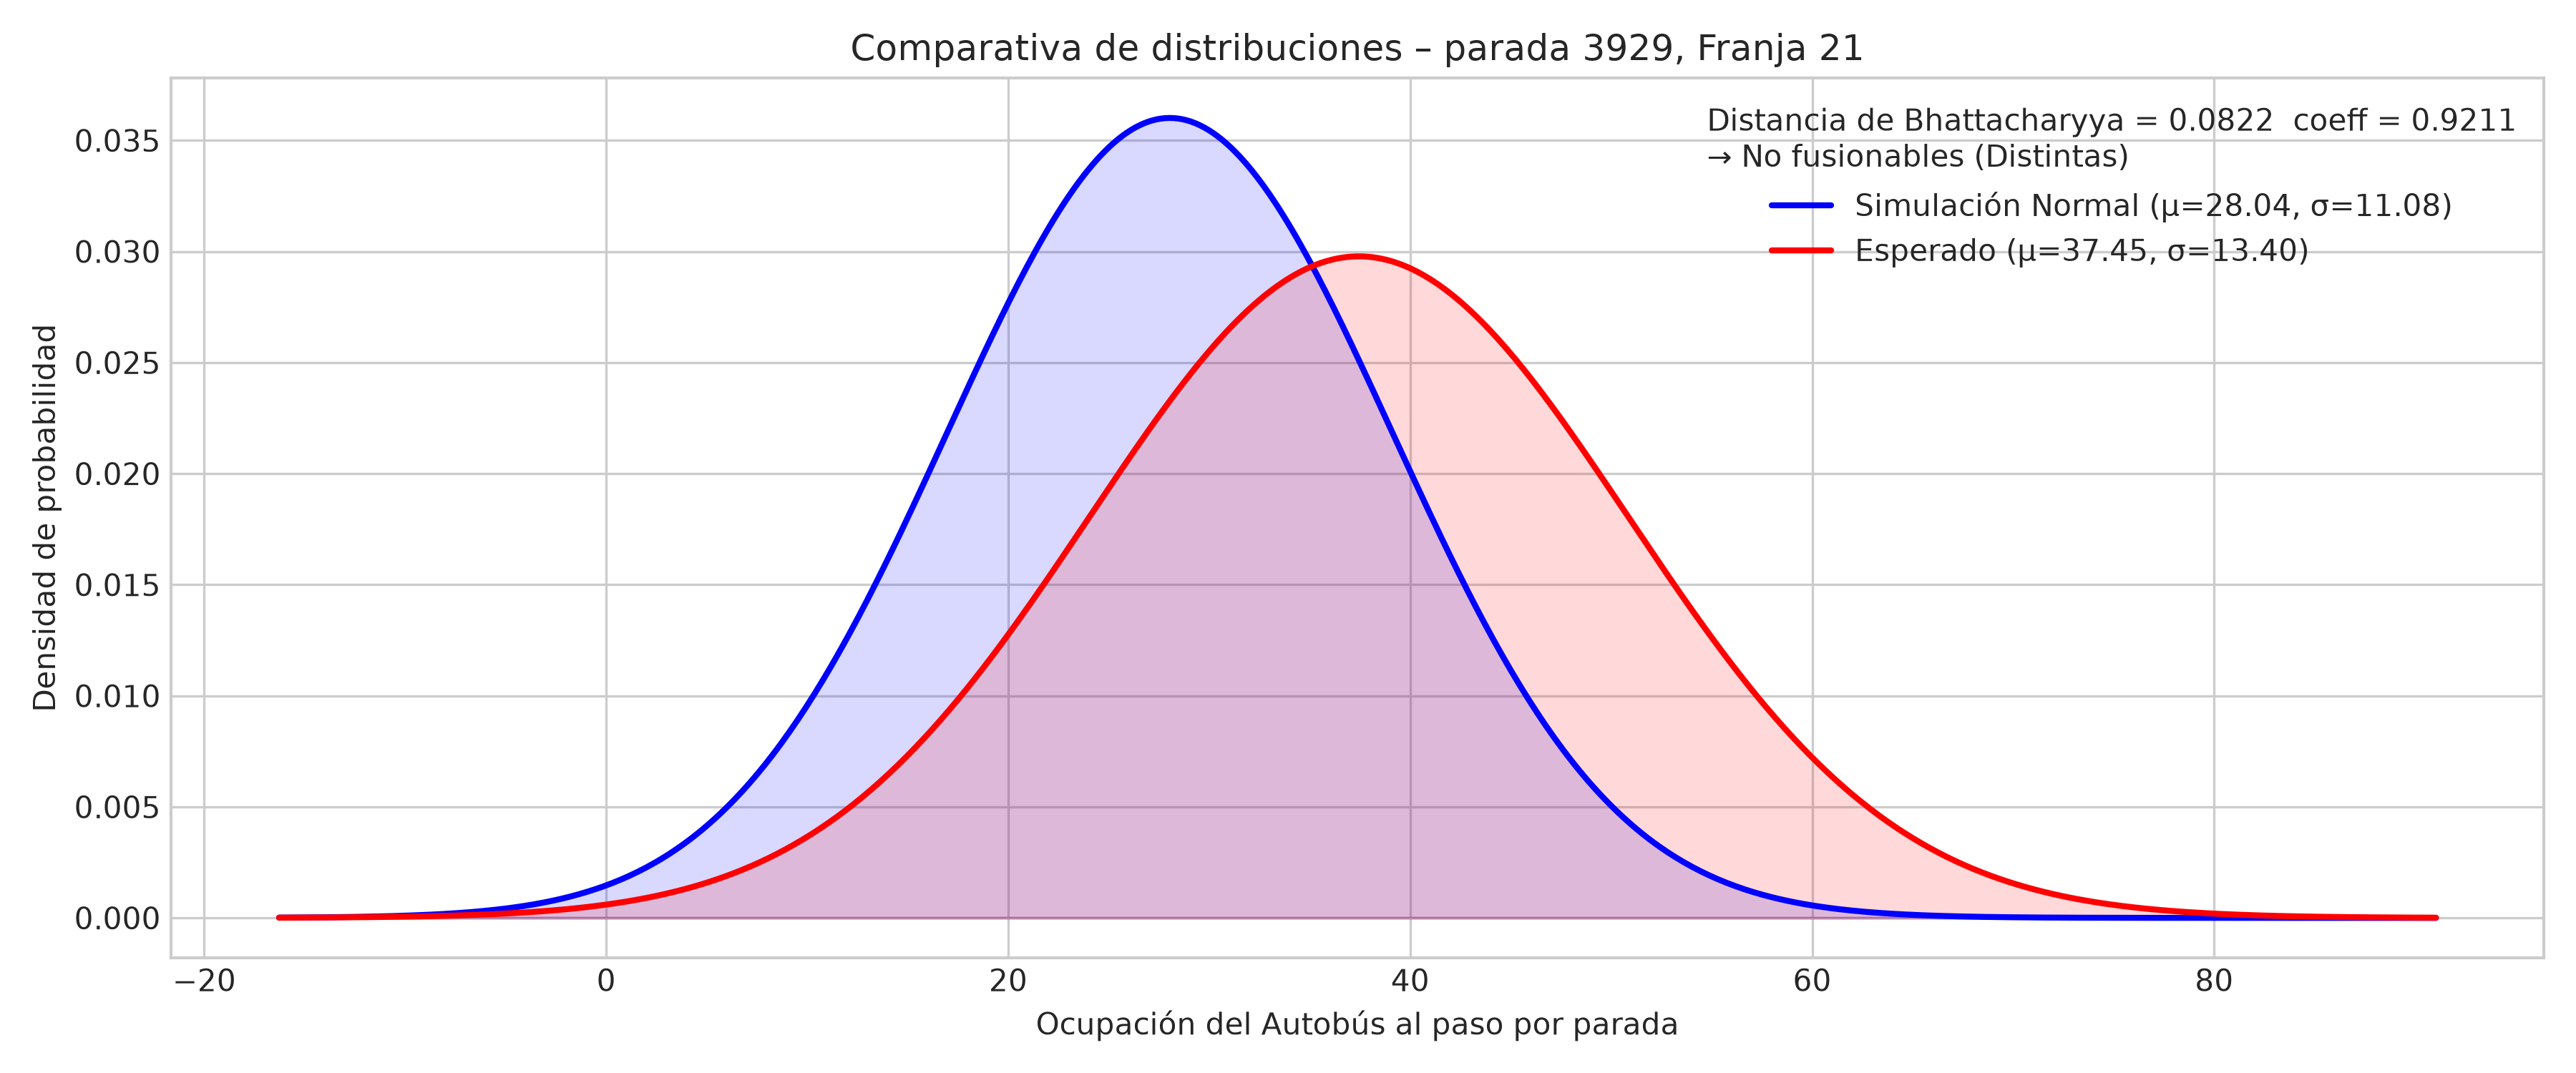 Comparativa de distribuciones – parada 3929, Franja 21
Distancia de Bhattacharyya = 0.0822  coeff = 0.9211
→ No fusionables (Distintas)
Simulación Normal (μ=28.04, σ=11.08)
Esperado (μ=37.45, σ=13.40)
Densidad de probabilidad
0.035
0.030
0.025
0.020
0.015
0.010
0.005
0.000
−20 0 20 40 60 80
Ocupación del Autobús al paso por parada